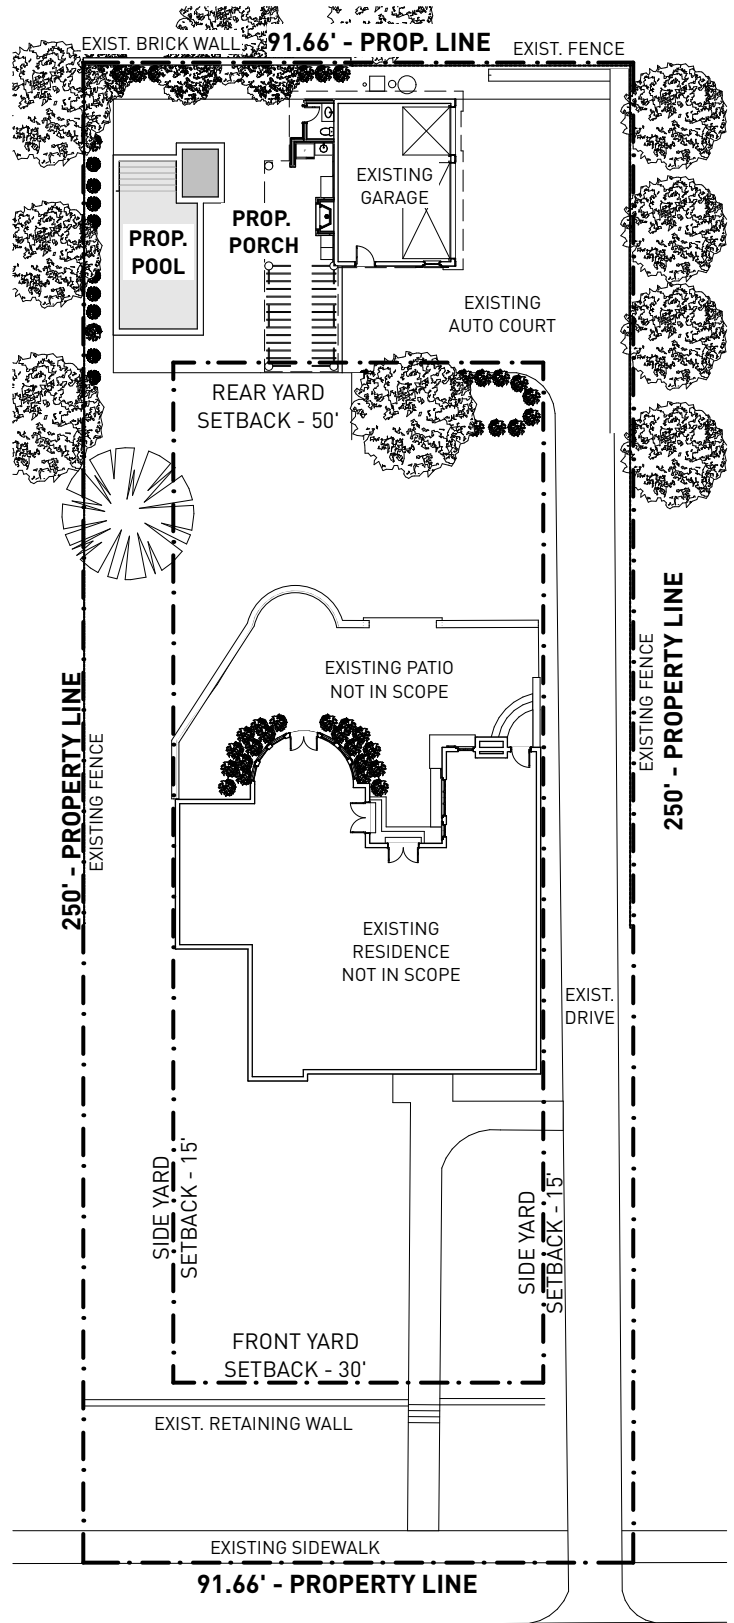 EXIST. BRICK WALL
91.66' - PROP. LINE
EXIST. FENCE
EXISTING
GARAGE
PROP.
PORCH
PROP.
POOL
EXISTING
AUTO COURT
REAR YARD
SETBACK - 50'
EXISTING PATIO
NOT IN SCOPE
250' - PROPERTY LINE
EXISTING FENCE
EXISTING FENCE
250' - PROPERTY LINE
EXISTING
RESIDENCE
NOT IN SCOPE
EXIST.
DRIVE
SIDE YARD
SETBACK - 15'
SIDE YARD
SETBACK - 15'
FRONT YARD
SETBACK - 30'
EXIST. RETAINING WALL
EXISTING SIDEWALK
91.66' - PROPERTY LINE